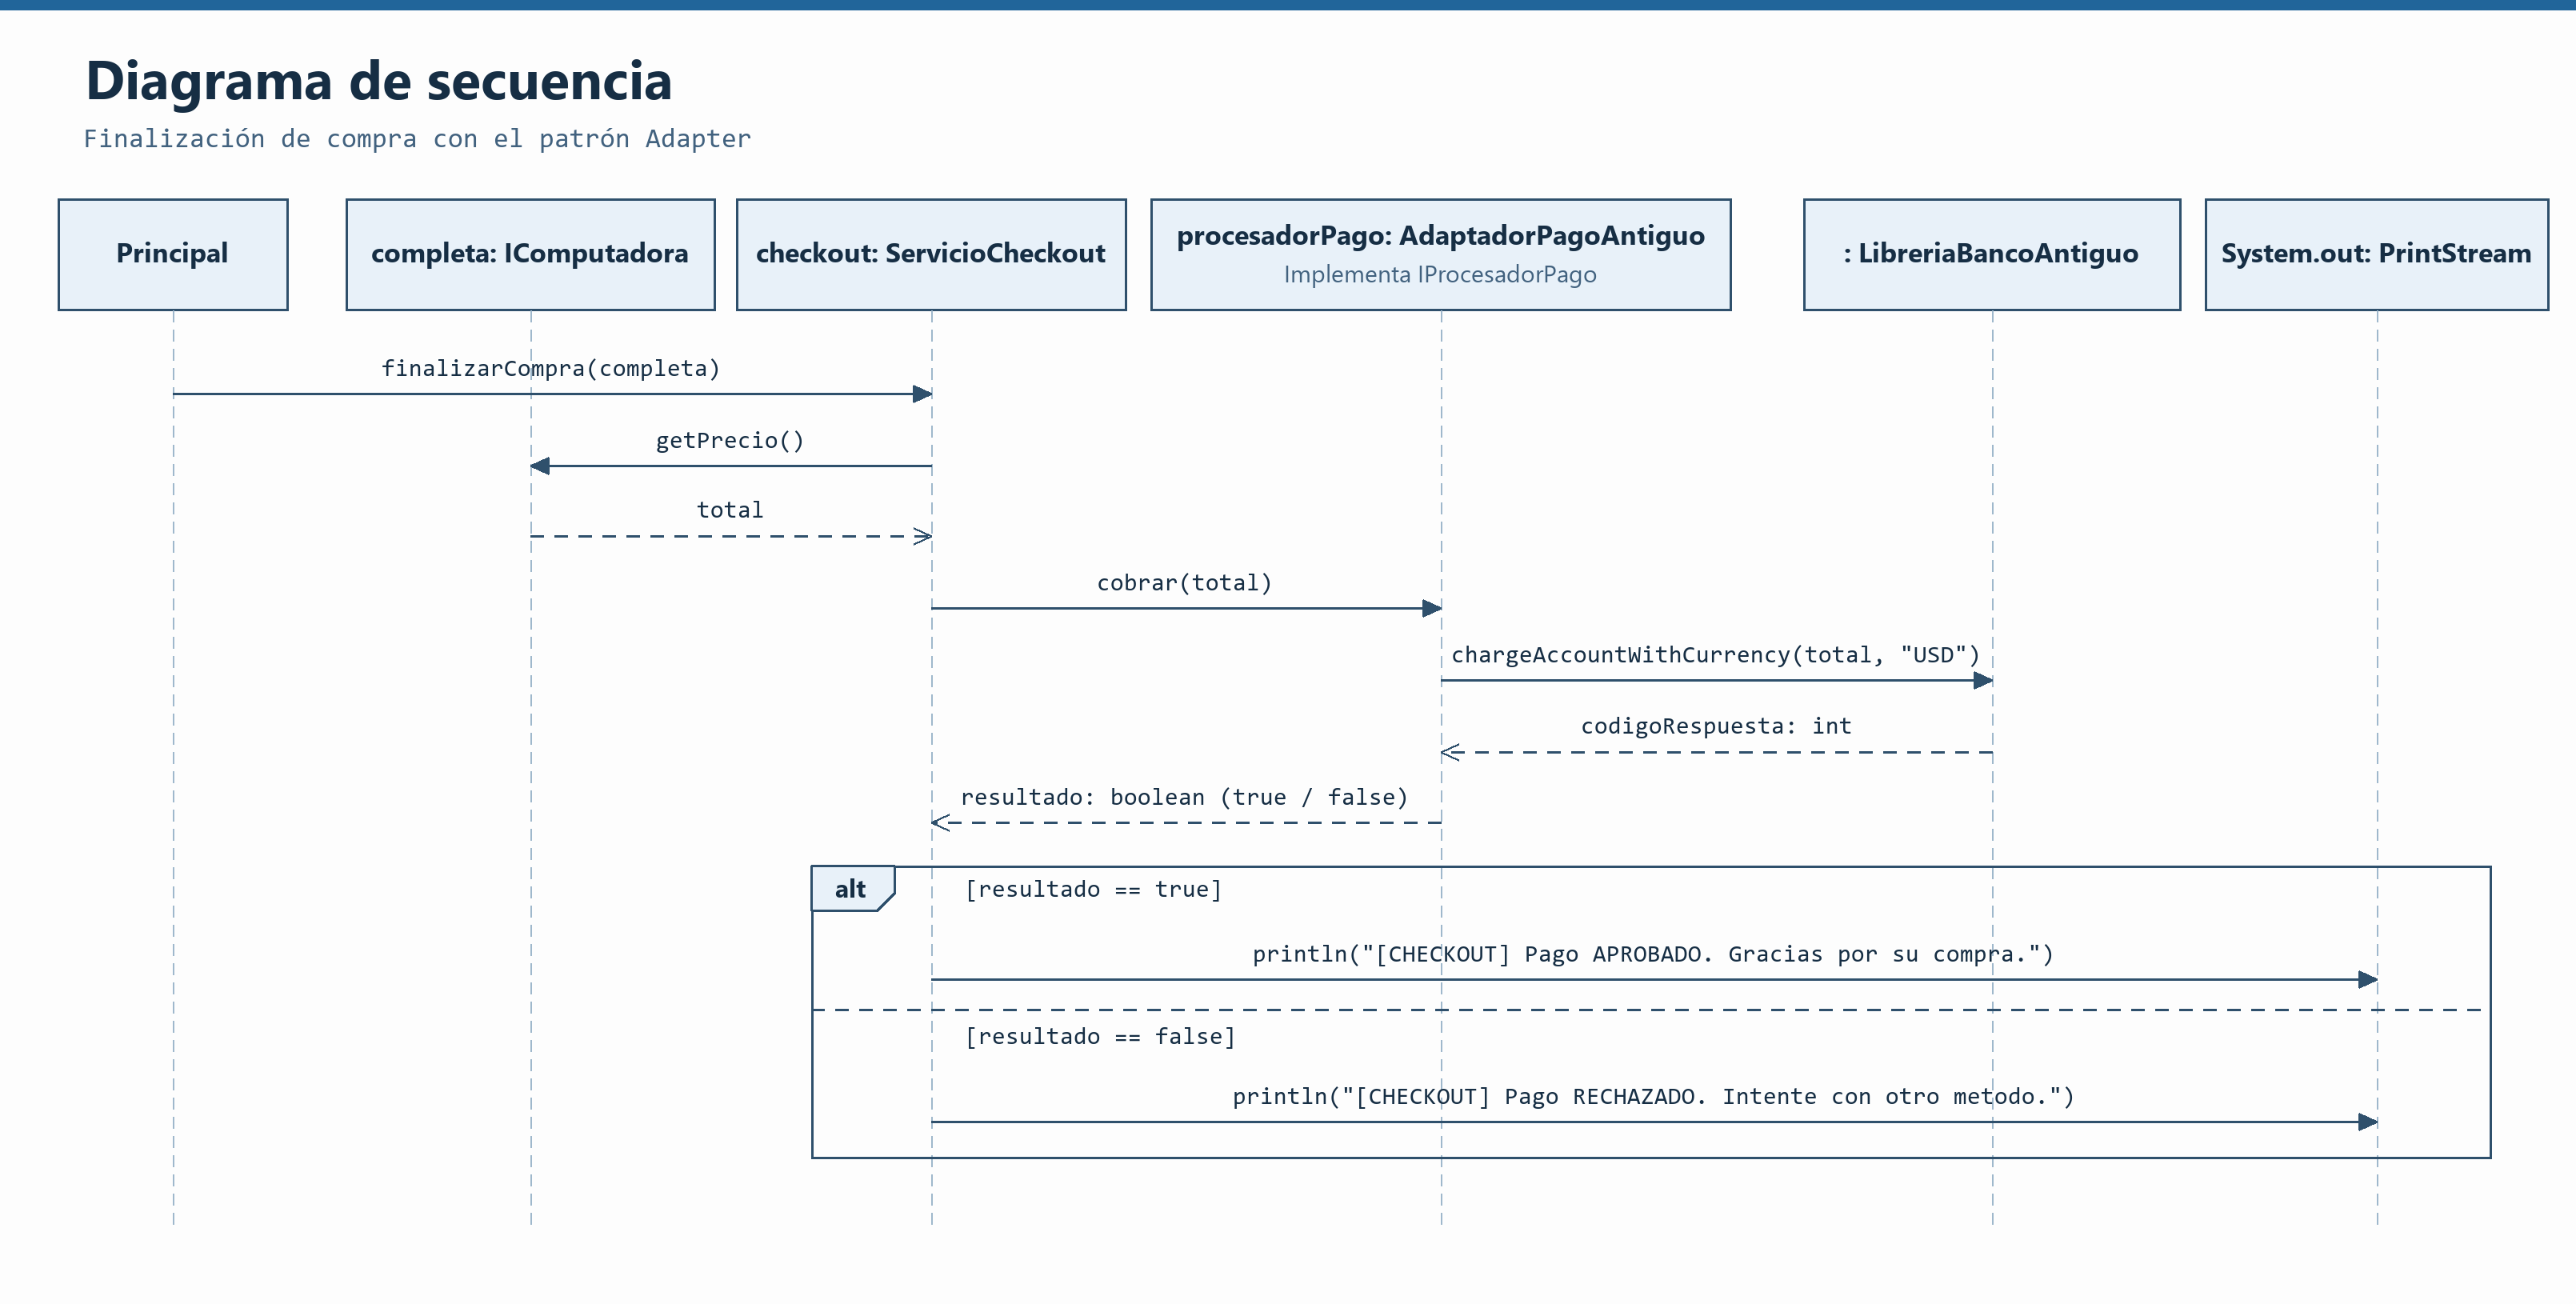 Diagrama de secuencia
Finalización de compra con el patrón Adapter
Principal
completa: IComputadora
checkout: ServicioCheckout
procesadorPago: AdaptadorPagoAntiguo
Implementa IProcesadorPago
: LibreriaBancoAntiguo
System.out: PrintStream
finalizarCompra(completa)
getPrecio()
total
cobrar(total)
chargeAccountWithCurrency(total, "USD")
codigoRespuesta: int
resultado: boolean (true / false)
alt
[resultado == true]
println("[CHECKOUT] Pago APROBADO. Gracias por su compra.")
[resultado == false]
println("[CHECKOUT] Pago RECHAZADO. Intente con otro metodo.")